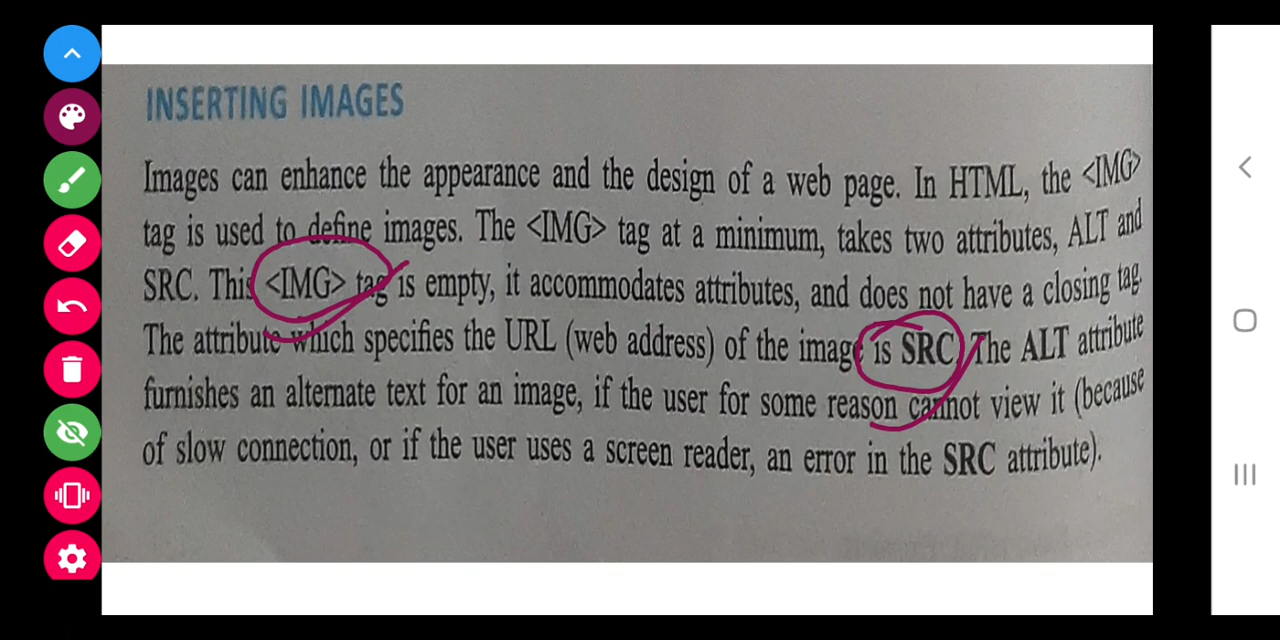 INSERTING IMAGES
Images can enhance the appearance and the design of a web page. In HTML, the <IMG>
tag is used to define images. The <IMG> tag at a minimum, takes two attributes, ALT and
SRC. This <IMG> tag is empty, it accommodates attributes, and does not have a closing tag.
The attribute which specifies the URL (web address) of the image is SRC. The ALT attribute
furnishes an alternate text for an image, if the user for some reason cannot view it (because
of slow connection, or if the user uses a screen reader, an error in the SRC attribute).